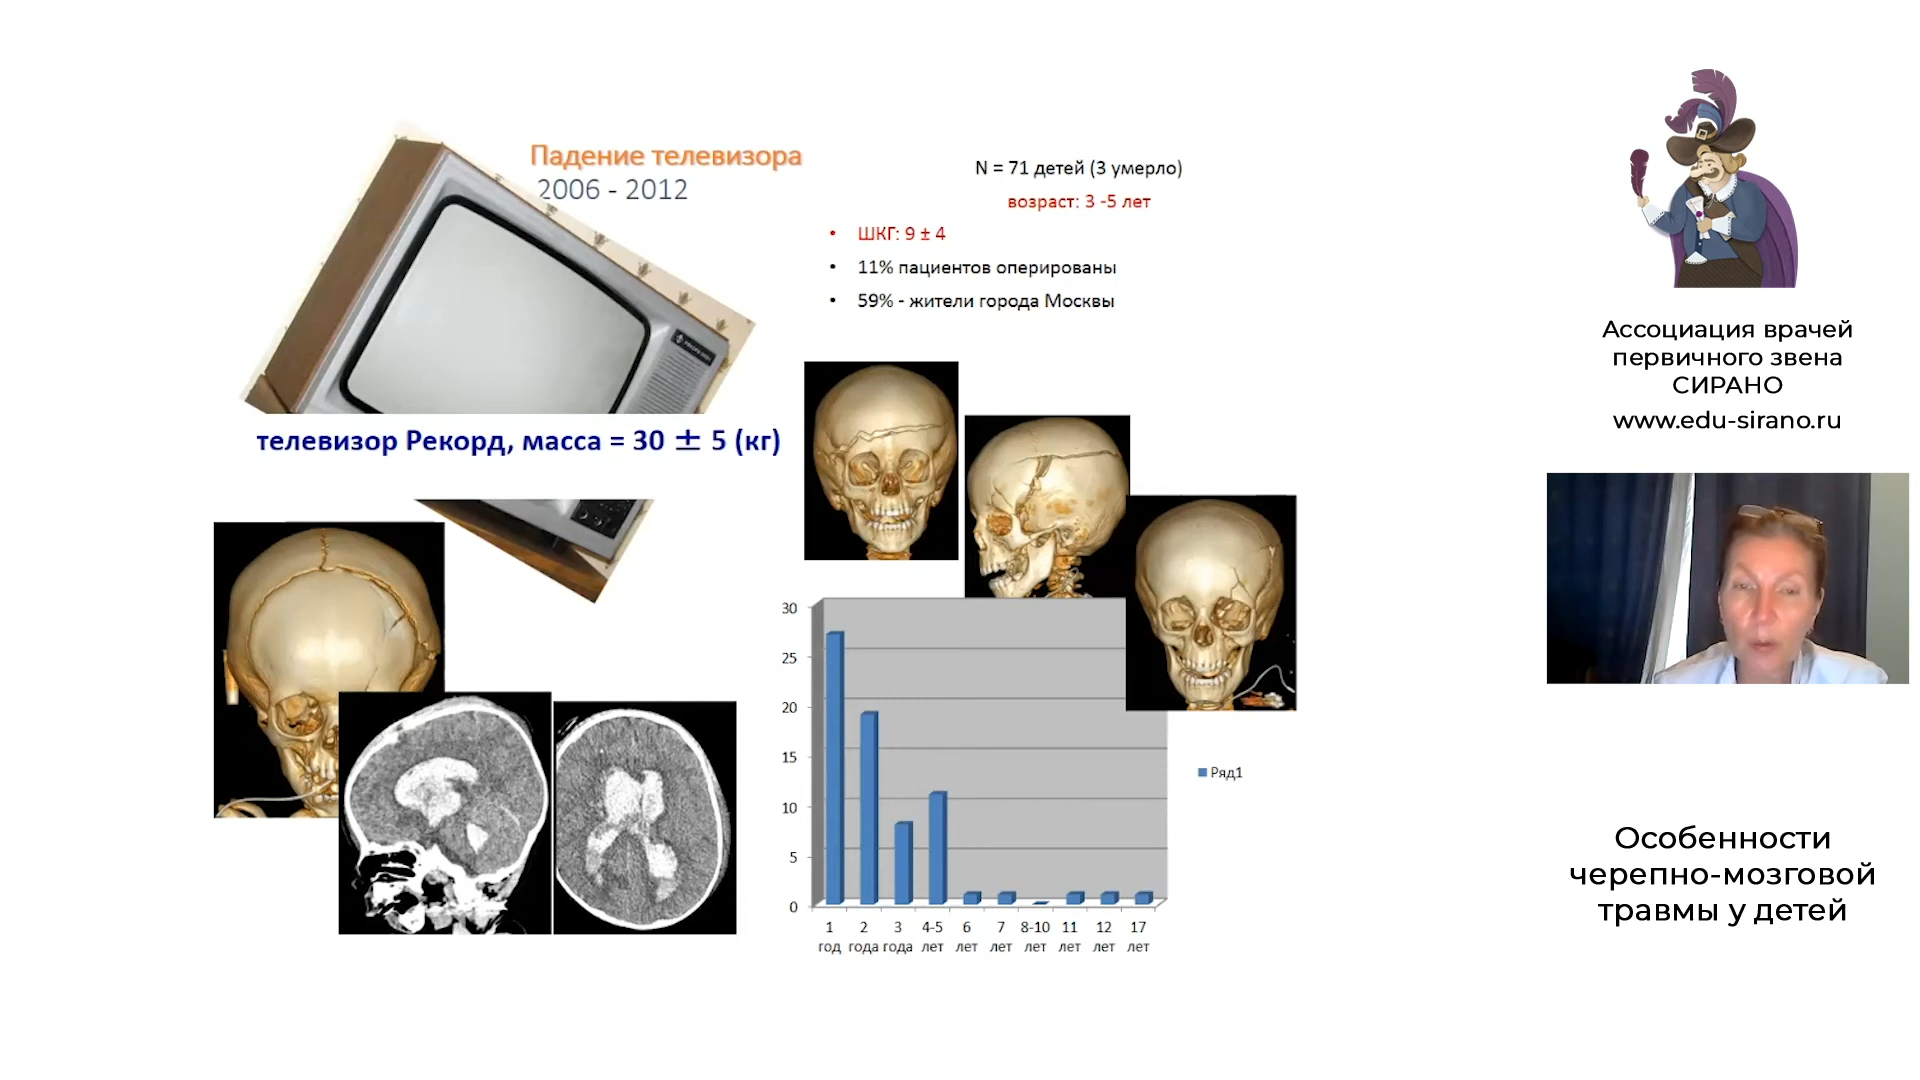 Падение телевизора
2006 - 2012
N = 71 детей (3 умерло)
возраст: 3 -5 лет
• ШКГ: 9 ± 4
• 11% пациентов оперированы
• 59% - жители города Москвы
телевизор Рекорд, масса = 30 ± 5 (кг)
30
25
20
15
10
5
0
1 2 3 4-5 6 7 8-10 11 12 17
год года года лет лет лет лет лет лет лет
Ряд1
Ассоциация врачей
первичного звена
СИРАНО
www.edu-sirano.ru
Особенности
черепно-мозговой
травмы у детей